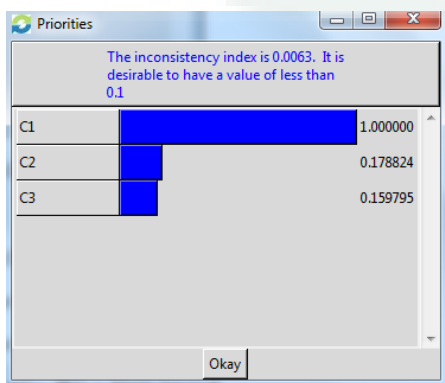 Priorities
The inconsistency index is 0.0063. It is
desirable to have a value of less than
0.1
C1 1.000000
C2 0.178824
C3 0.159795
Okay